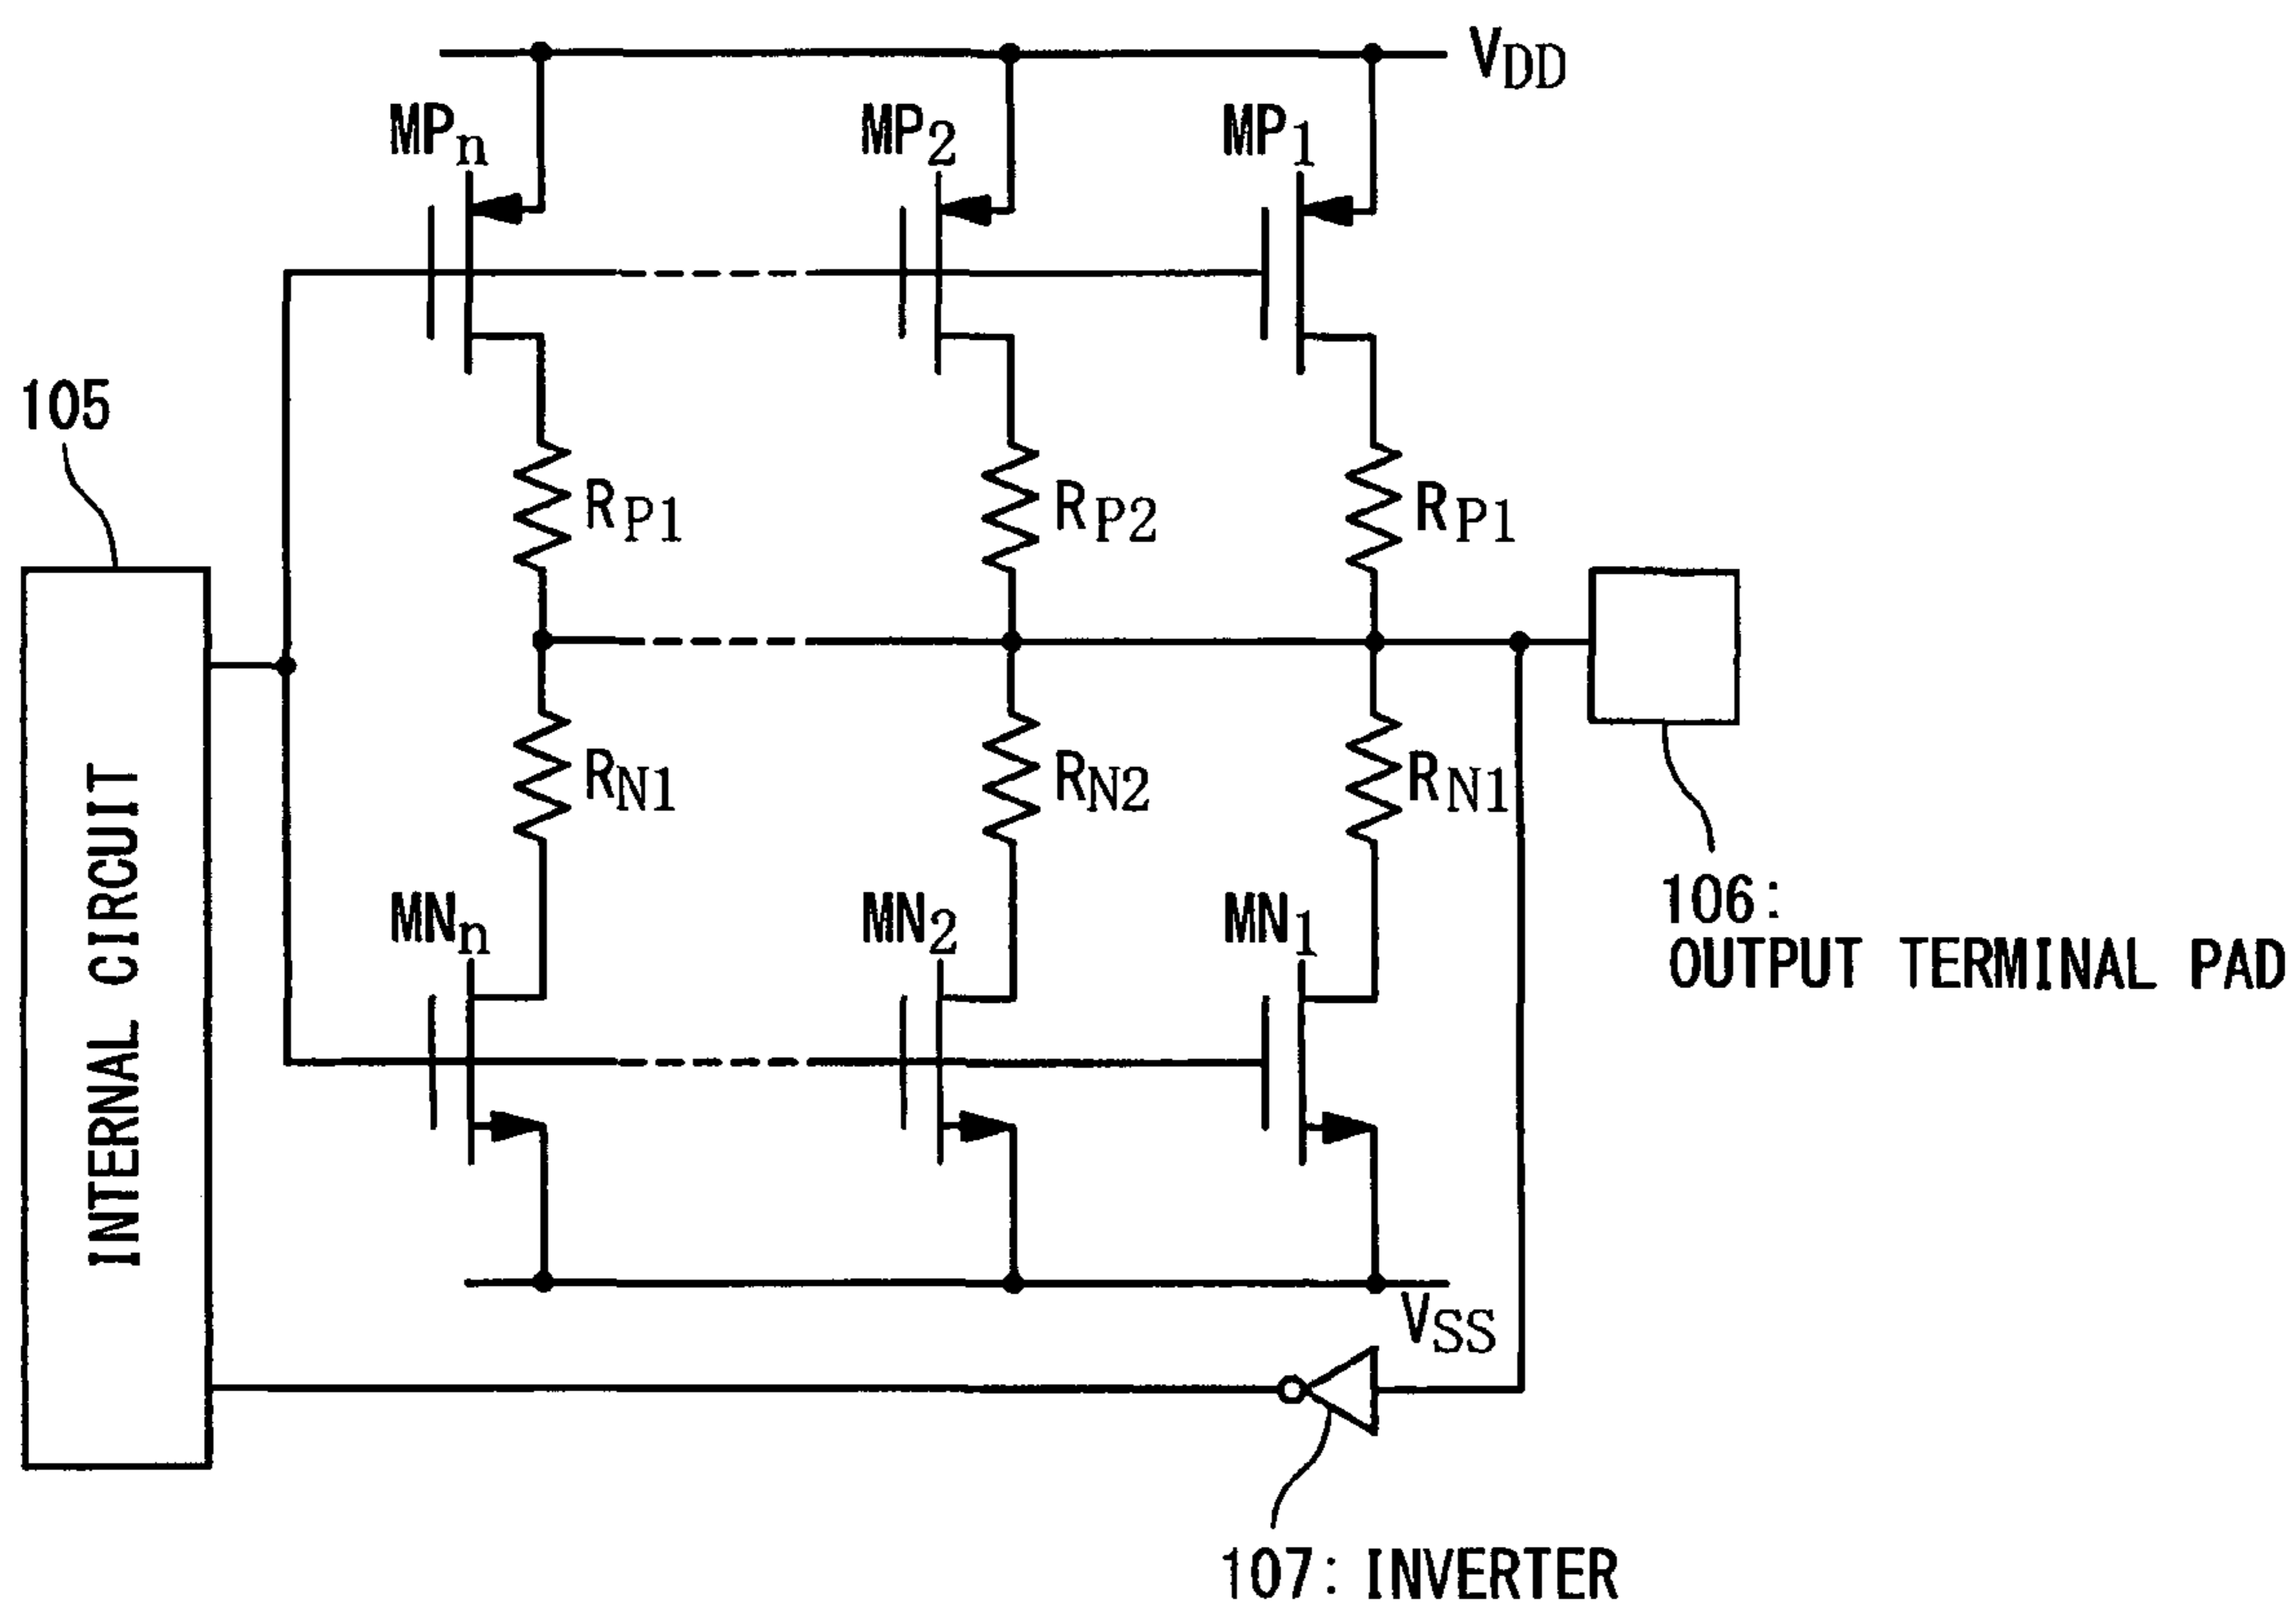 VDD
MPn
MP2
MP1
105
RP1
RP2
RP1
RN1
RN2
RN1
INTERNAL CIRCUIT
MNn
MN2
MN1
106:
OUTPUT TERMINAL PAD
VSS
107: INVERTER